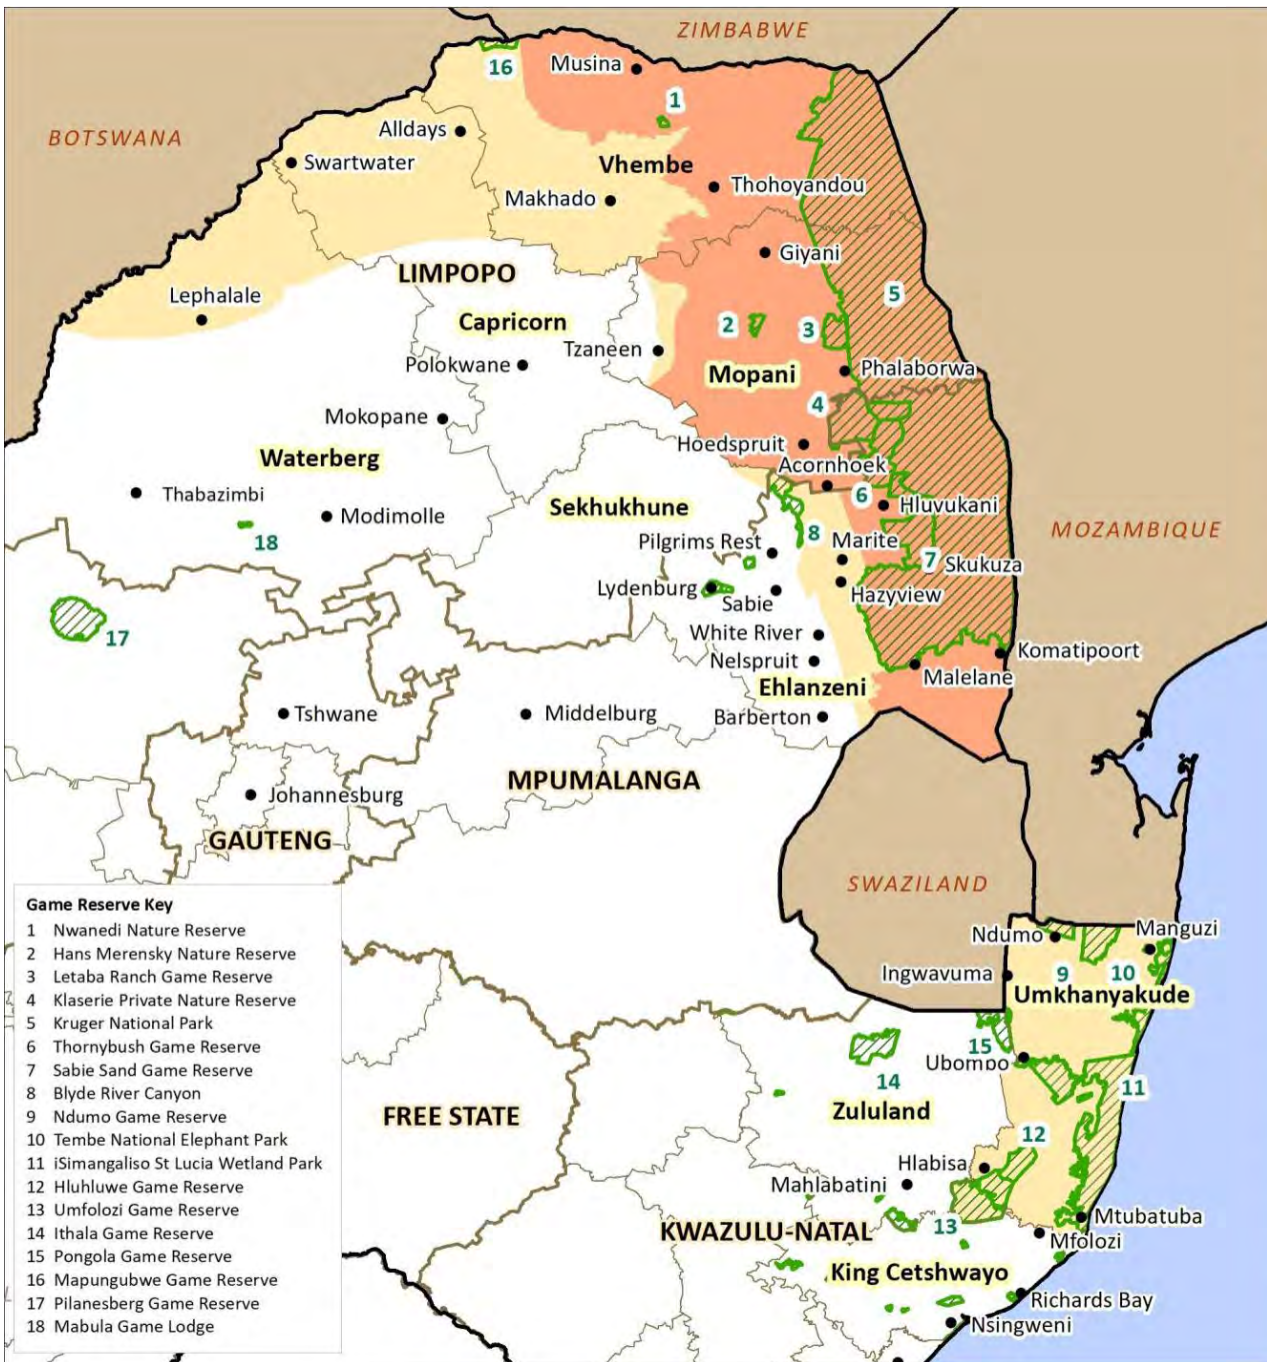 ZIMBABWE
Musina
16
1
BOTSWANA
Alldays
Swartwater
Vhembe
Thohoyandou
Makhado
Giyani
LIMPOPO
Lephalale
5
Capricorn
2
3
Tzaneen
Polokwane
Mopani
Phalaborwa
4
Mokopane
Hoedspruit
Waterberg
Acornhoek
Thabazimbi
Sekhukhune
6
Hluvukani
Modimolle
MOZAMBIQUE
18
Pilgrims Rest
8
Marite
7
Skukuza
Lydenburg
Sabie
Hazyview
17
White River
Komatipoort
Nelspruit
Malelane
Ehlanzeni
Tshwane
Middelburg
Barberton
MPUMALANGA
Johannesburg
GAUTENG
SWAZILAND
Ndumo
Manguzi
Ingwavuma
9
10
Umkhanyakude
15
Ubombo
14
11
FREE STATE
Zululand
12
Hlabisa
Mahlabatini
Mtubatuba
KWAZULU-NATAL
13
Mfolozi
King Cetshwayo
Richards Bay
Nsingweni
Game Reserve Key
1 Nwanedi Nature Reserve
2 Hans Merensky Nature Reserve
3 Letaba Ranch Game Reserve
4 Klaserie Private Nature Reserve
5 Kruger National Park
6 Thornybush Game Reserve
7 Sabie Sand Game Reserve
8 Blyde River Canyon
9 Ndumo Game Reserve
10 Tembe National Elephant Park
11 iSimangaliso St Lucia Wetland Park
12 Hluhluwe Game Reserve
13 Umfolozi Game Reserve
14 Ithala Game Reserve
15 Pongola Game Reserve
16 Mapungubwe Game Reserve
17 Pilanesberg Game Reserve
18 Mabula Game Lodge